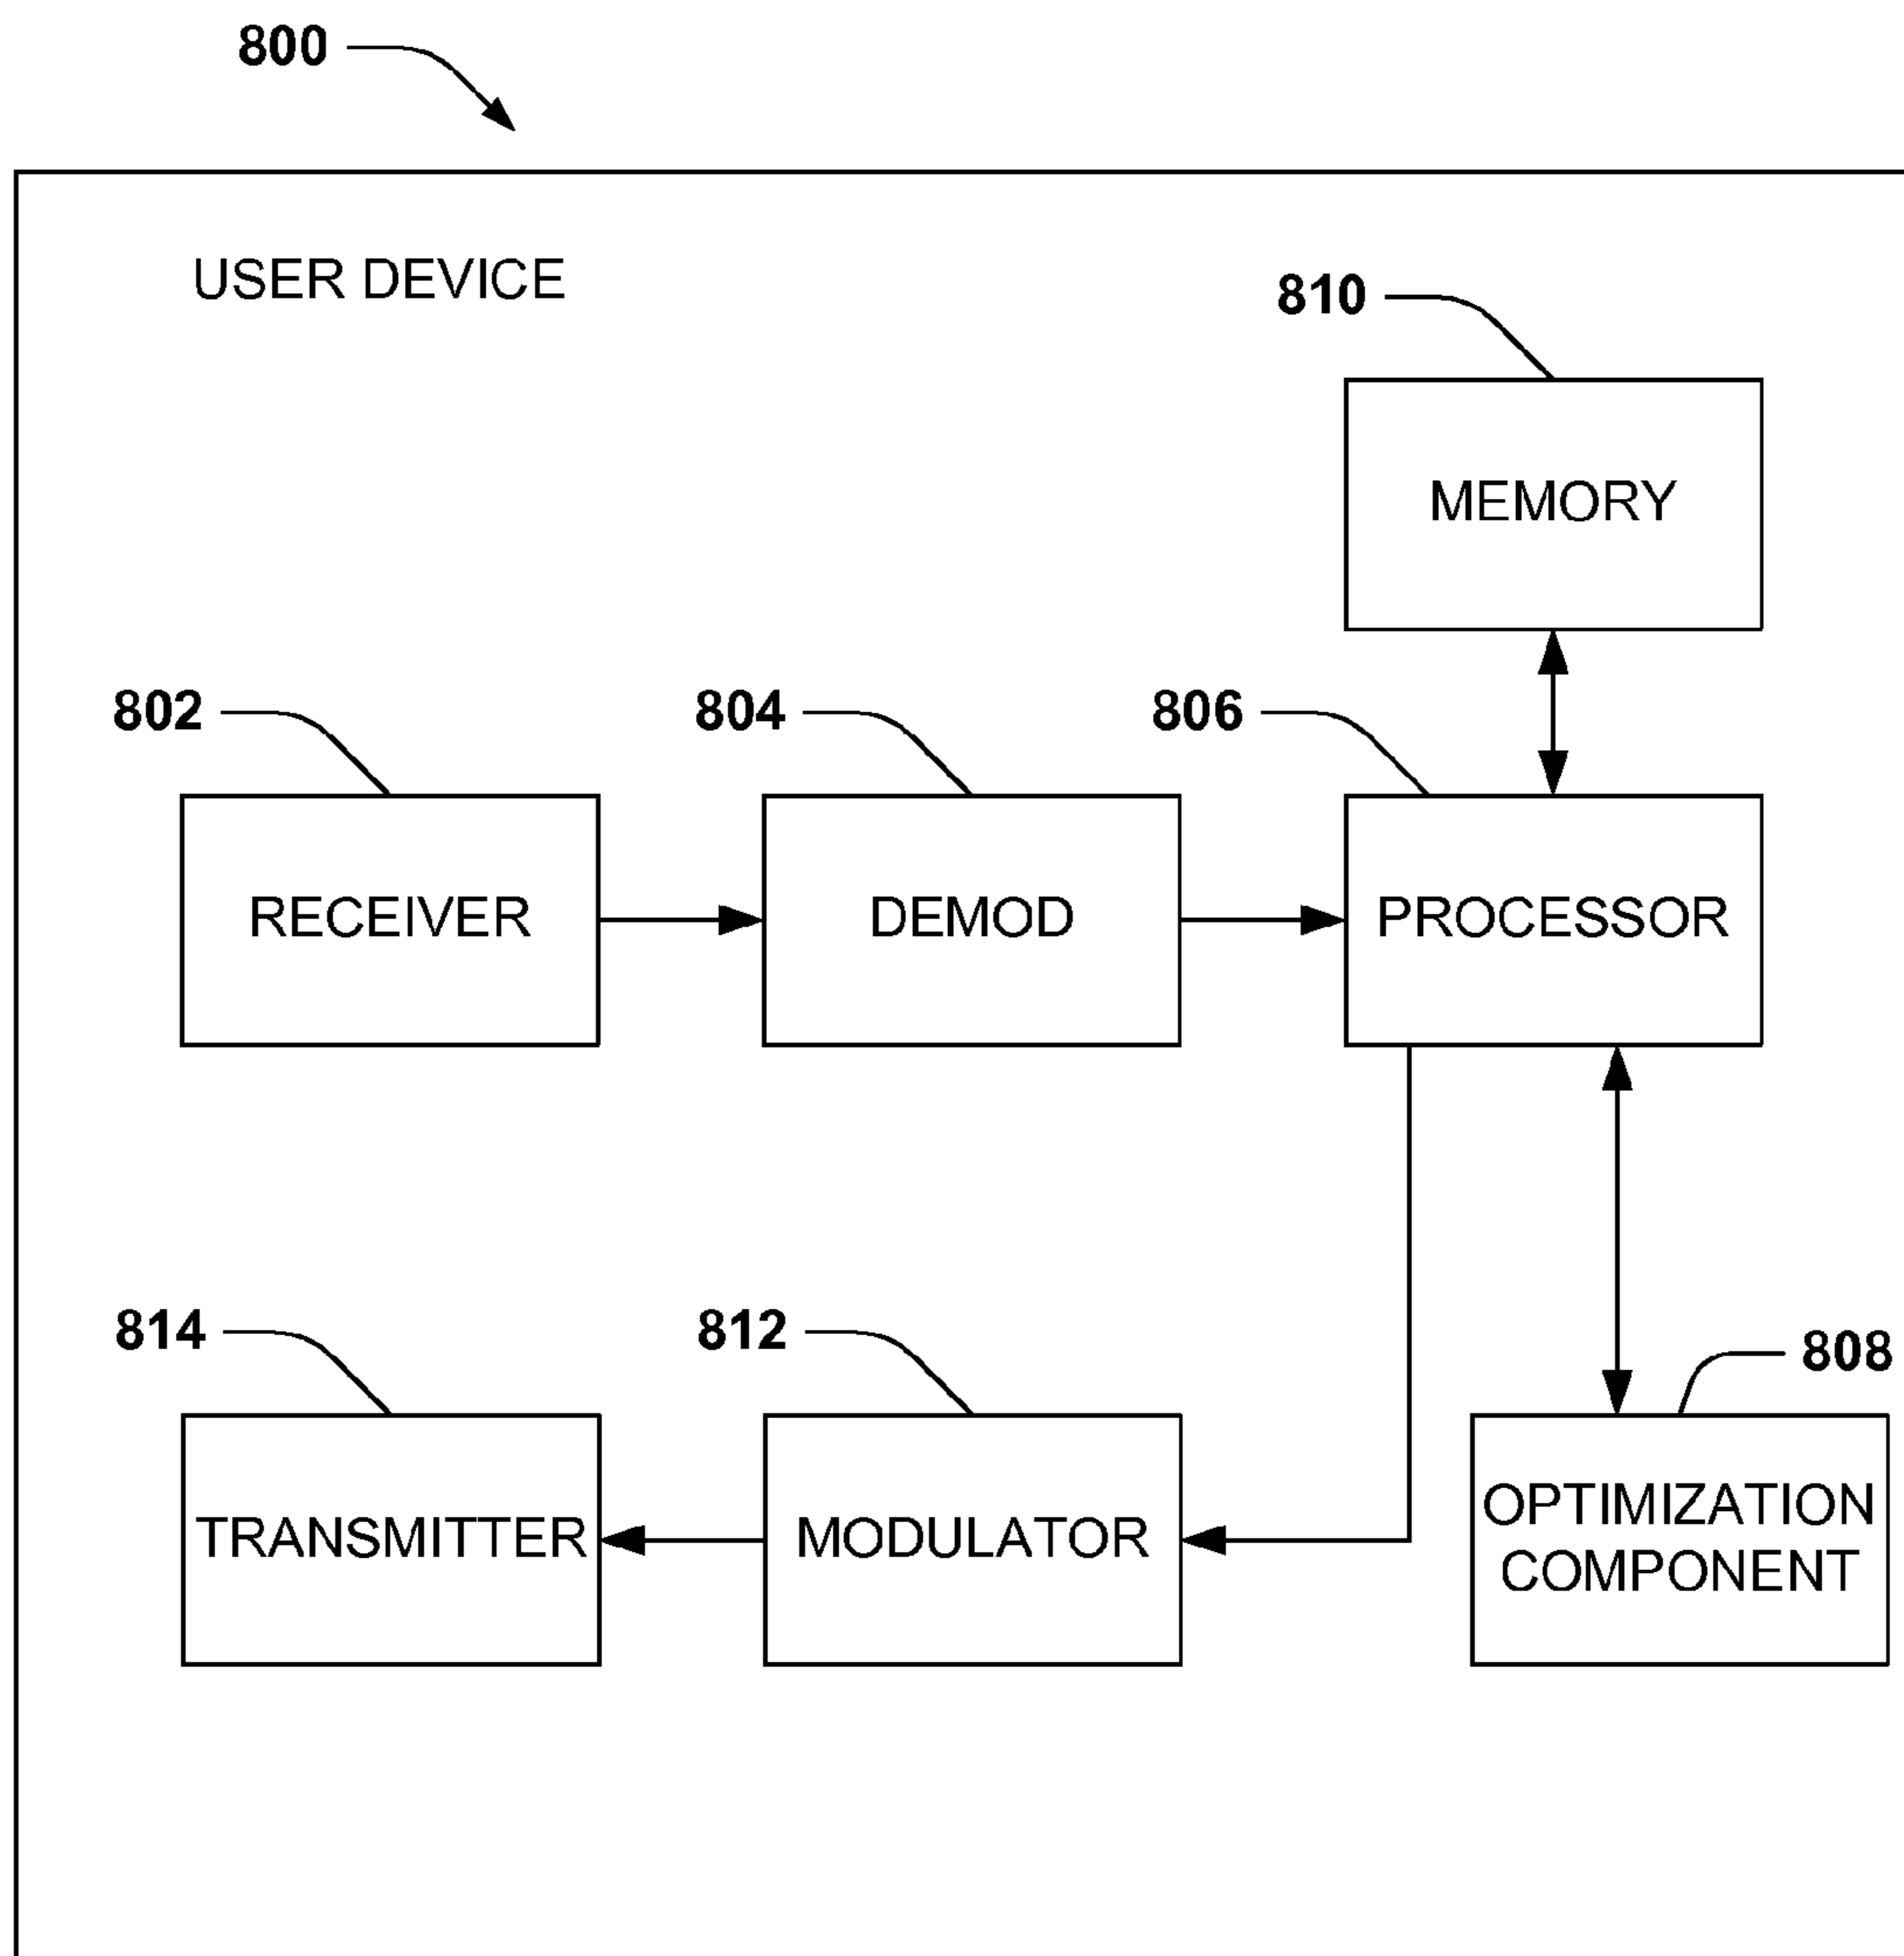 800
USER DEVICE
810
MEMORY
802
804
806
RECEIVER
DEMOD
PROCESSOR
814
812
808
TRANSMITTER
MODULATOR
OPTIMIZATION
COMPONENT